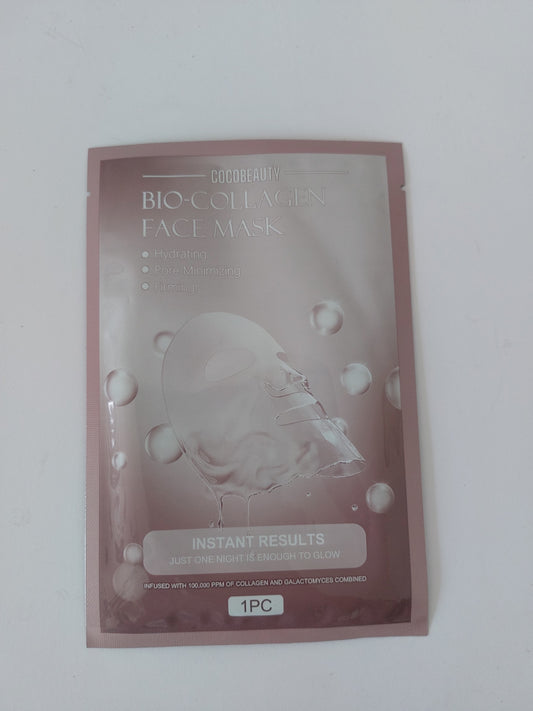 COCOBEAUTY
BIO-COLLAGEN
FACE MASK
Hydrating
Pore Minimizing
Firming
INSTANT RESULTS
JUST ONE NIGHT IS ENOUGH TO GLOW
INFUSED WITH 100,000 PPM OF COLLAGEN AND GALACTOMYCES COMBINED
1PC